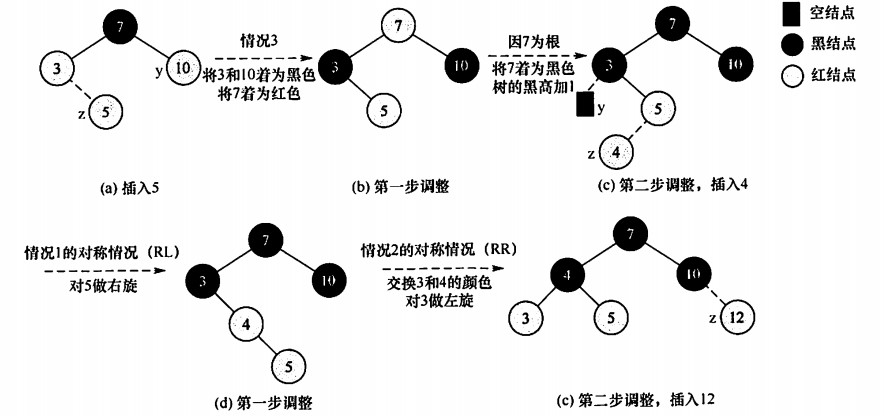 7
3
y 10
z 5
(a) 插入5
情况3
将3和10着为黑色
将7着为红色
7
3
10
5
(b) 第一步调整
因7为根
将7着为黑色
树的黑高加1
7
3
10
y
5
z 4
(c) 第二步调整，插入4
空结点
黑结点
红结点
情况1的对称情况（RL）
对5做右旋
7
3
10
4
5
(d) 第一步调整
情况2的对称情况（RR）
交换3和4的颜色
对3做左旋
7
4
10
3
5
z 12
(c) 第二步调整，插入12